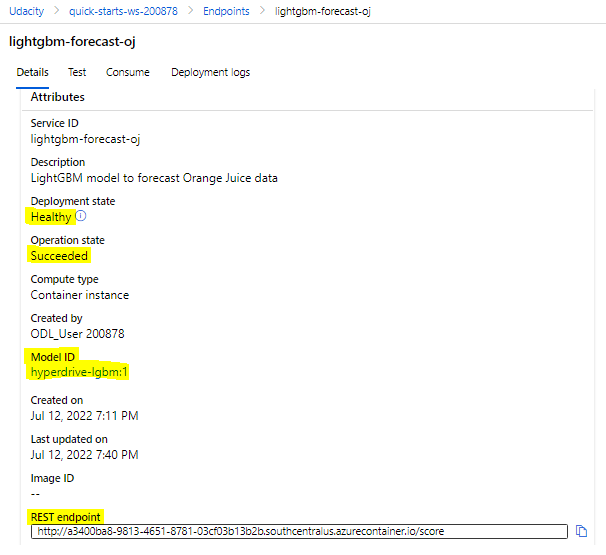 Udacity > quick-starts-ws-200878 > Endpoints > lightgbm-forecast-oj
lightgbm-forecast-oj
Details Test Consume Deployment logs
Attributes
Service ID
lightgbm-forecast-oj
Description
LightGBM model to forecast Orange Juice data
Deployment state
Healthy
Operation state
Succeeded
Compute type
Container instance
Created by
ODL_User 200878
Model ID
hyperdrive-lgbm:1
Created on
Jul 12, 2022 7:11 PM
Last updated on
Jul 12, 2022 7:40 PM
Image ID
--
REST endpoint
http://a3400ba8-9813-4651-8781-03cf03b13b2b.southcentralus.azurecontainer.io/score